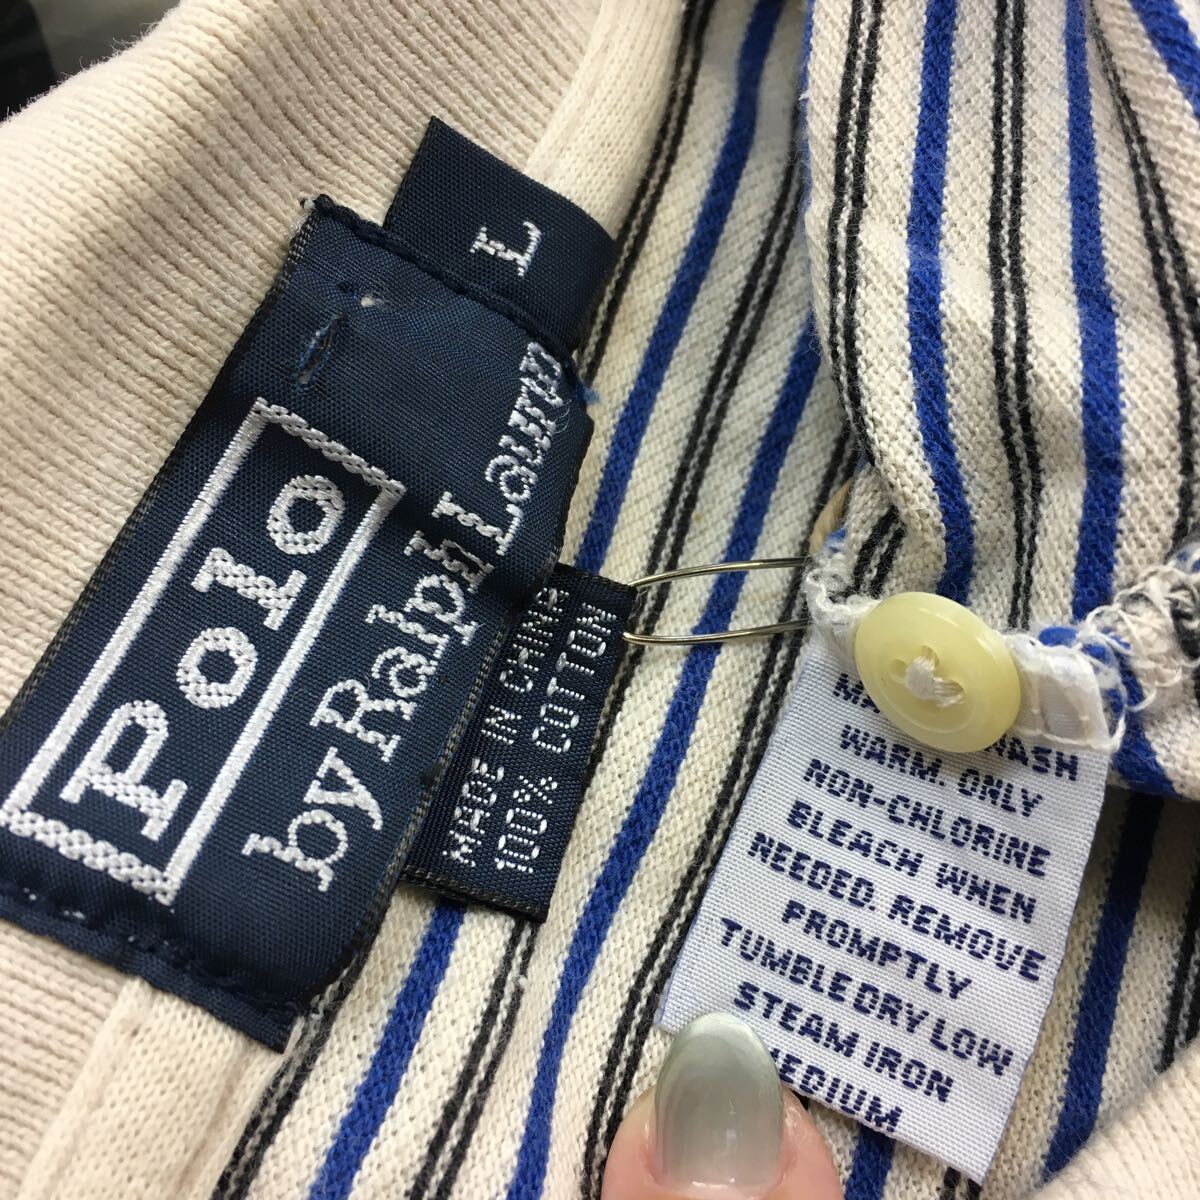 L
Polo
by Ralph Lauren
MADE IN CHINA
100% COTTON
WARM. ONLY
NON-CHLORINE
BLEACH WHEN
NEEDED. REMOVE
PROMPTLY
TUMBLE DRY LOW
STEAM IRON
MEDIUM